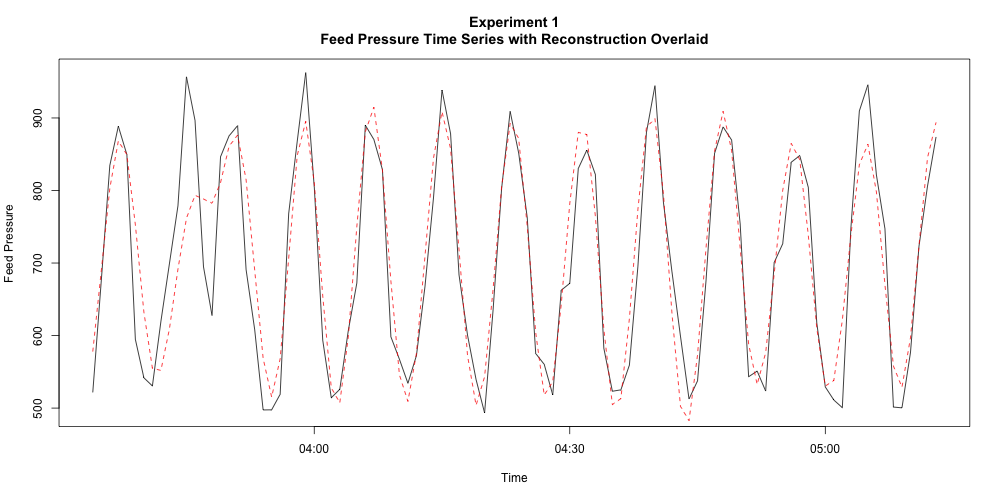 Experiment 1
Feed Pressure Time Series with Reconstruction Overlaid
Feed Pressure
900
800
700
600
500
04:00
04:30
05:00
Time